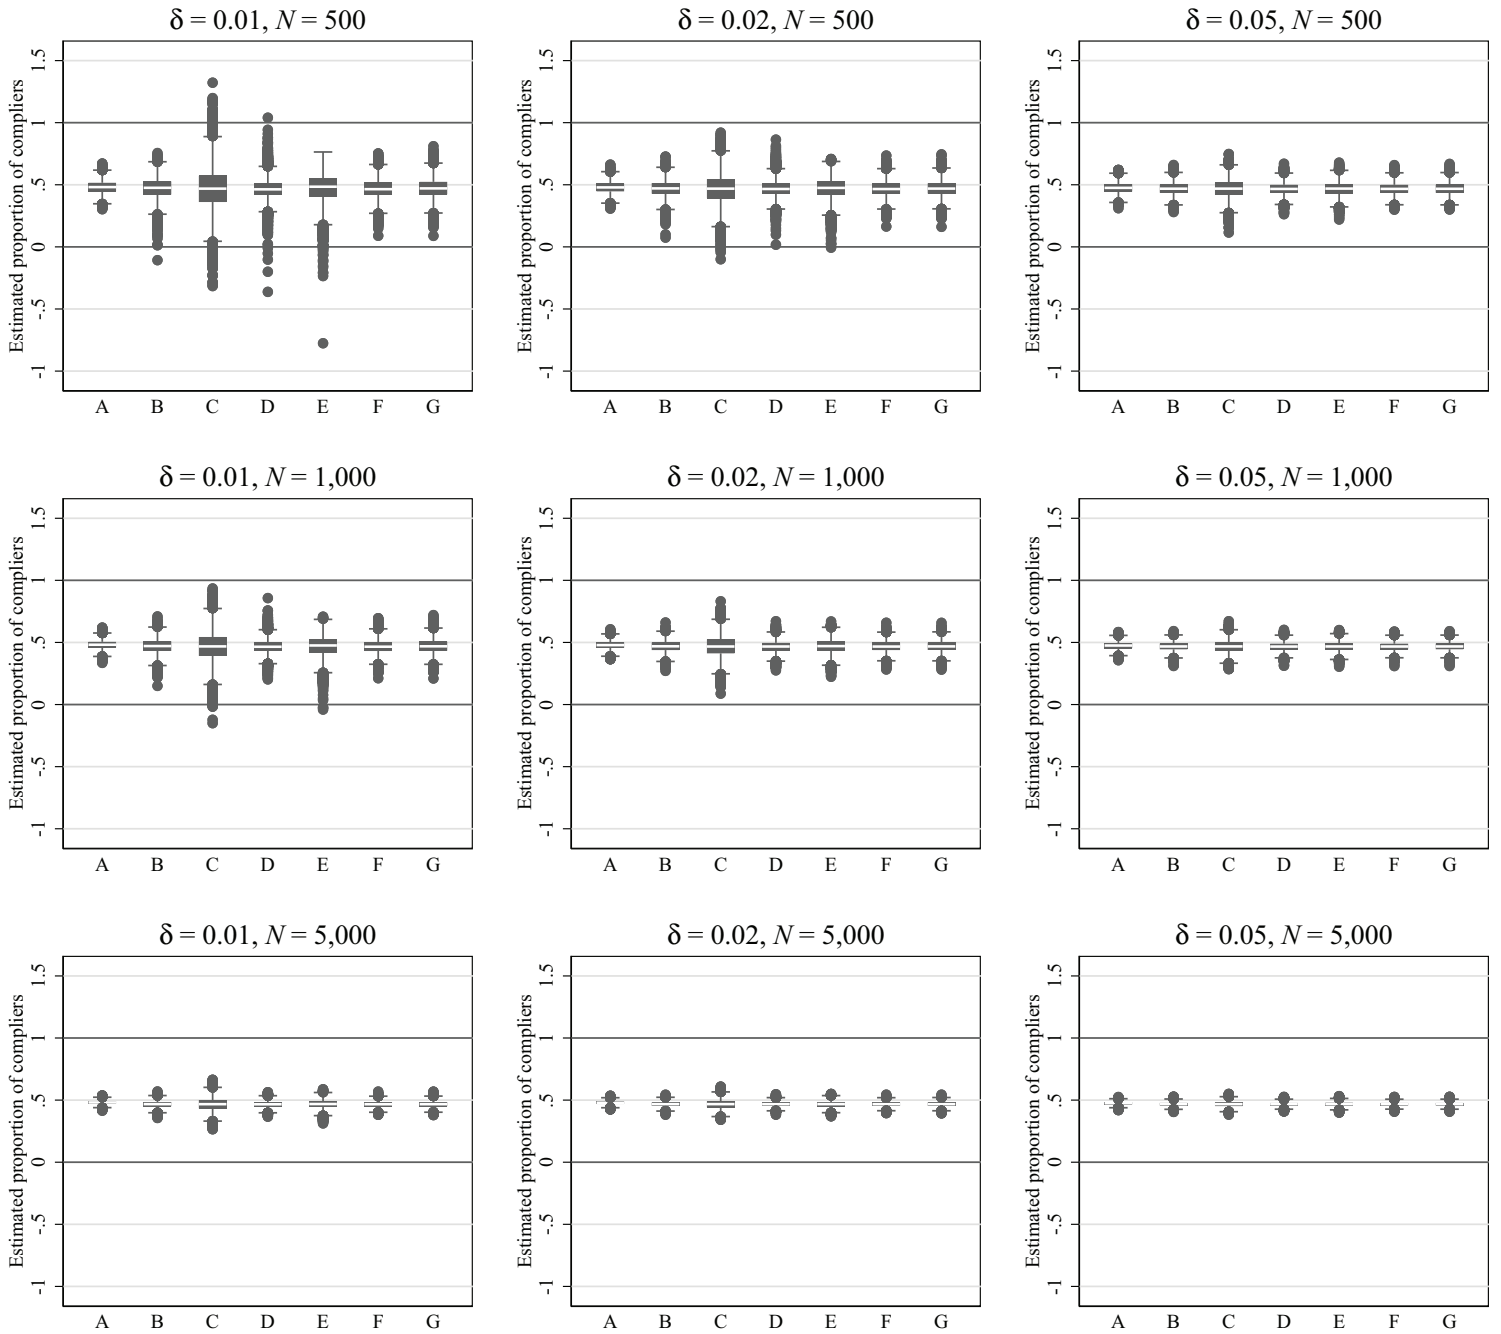 δ = 0.01, N = 500
δ = 0.02, N = 500
δ = 0.05, N = 500
Estimated proportion of compliers
1.5
1
.5
0
-.5
-1
A B C D E F G
Estimated proportion of compliers
1.5
1
.5
0
-.5
-1
A B C D E F G
Estimated proportion of compliers
1.5
1
.5
0
-.5
-1
A B C D E F G
δ = 0.01, N = 1,000
δ = 0.02, N = 1,000
δ = 0.05, N = 1,000
Estimated proportion of compliers
1.5
1
.5
0
-.5
-1
A B C D E F G
Estimated proportion of compliers
1.5
1
.5
0
-.5
-1
A B C D E F G
Estimated proportion of compliers
1.5
1
.5
0
-.5
-1
A B C D E F G
δ = 0.01, N = 5,000
δ = 0.02, N = 5,000
δ = 0.05, N = 5,000
Estimated proportion of compliers
1.5
1
.5
0
-.5
-1
A B C D E F G
Estimated proportion of compliers
1.5
1
.5
0
-.5
-1
A B C D E F G
Estimated proportion of compliers
1.5
1
.5
0
-.5
-1
A B C D E F G